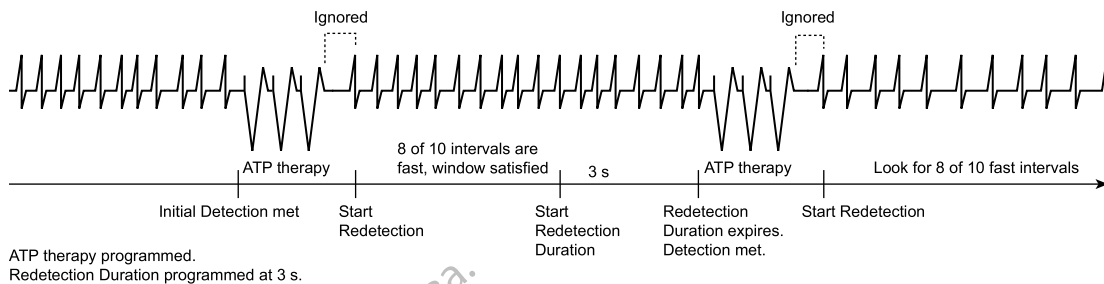 Ignored
Ignored
8 of 10 intervals are
fast, window satisfied
ATP therapy
3 s
ATP therapy
Look for 8 of 10 fast intervals
Initial Detection met
Start
Redetection
Start
Redetection
Duration
Redetection
Duration expires.
Detection met.
Start Redetection
ATP therapy programmed.
Redetection Duration programmed at 3 s.